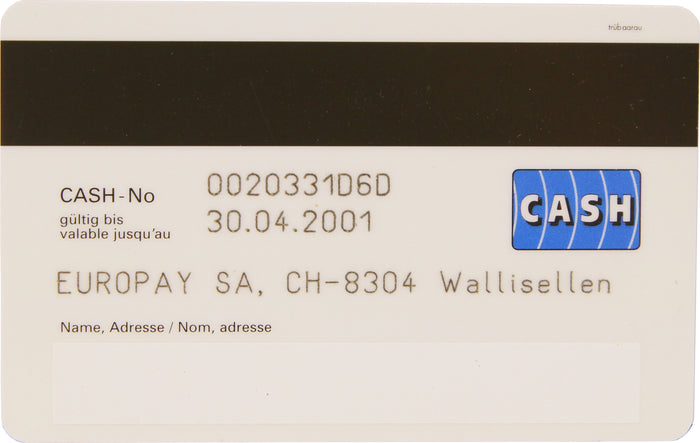 trüb aarau
CASH-No 0020331D6D
gültig bis
valable jusqu'au 30.04.2001
CASH
EUROPAY SA, CH-8304 Wallisellen
Name, Adresse / Nom, adresse